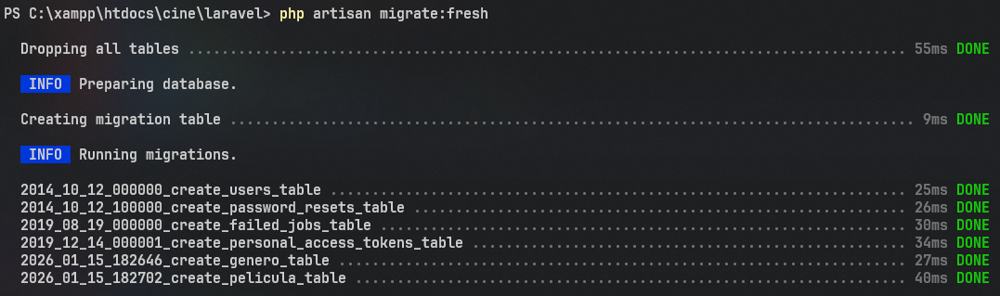 PS C:\xampp\htdocs\cine\laravel> php artisan migrate:fresh
Dropping all tables ...................................................................................... 55ms DONE
INFO Preparing database.
Creating migration table .................................................................................. 9ms DONE
INFO Running migrations.
2014_10_12_000000_create_users_table ..................................................................... 25ms DONE
2014_10_12_100000_create_password_resets_table ........................................................... 26ms DONE
2019_08_19_000000_create_failed_jobs_table ............................................................... 30ms DONE
2019_12_14_000001_create_personal_access_tokens_table .................................................... 34ms DONE
2026_01_15_182646_create_genero_table .................................................................... 27ms DONE
2026_01_15_182702_create_pelicula_table .................................................................. 40ms DONE